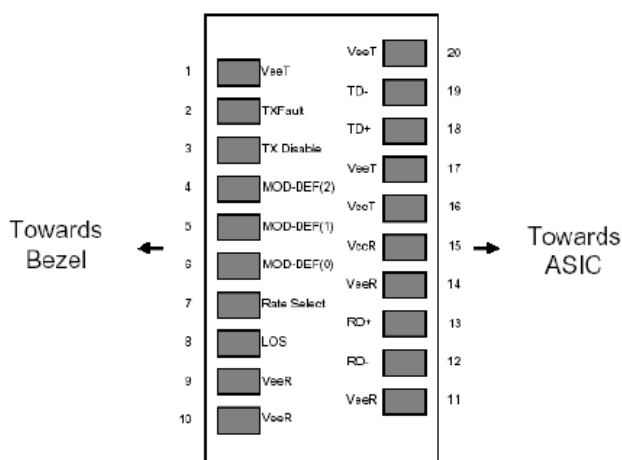 Towards
Bezel
1 VeeT
2 TXFault
3 TX Disable
4 MOD-DEF(2)
5 MOD-DEF(1)
6 MOD-DEF(0)
7 Rate Select
8 LOS
9 VeeR
10 VeeR
VeeT 20
TD- 19
TD+ 18
VeeT 17
VccT 16
VccR 15
VeeR 14
RD+ 13
RD- 12
VeeR 11
Towards
ASIC